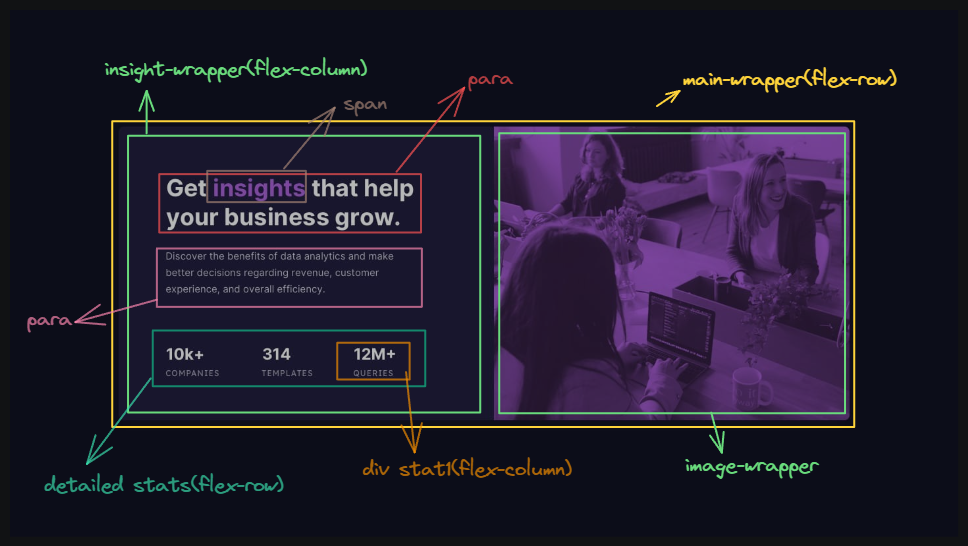 insight-wrapper(flex-column)
span
para
main-wrapper(flex-row)
Get insights that help
your business grow.
Discover the benefits of data analytics and make
better decisions regarding revenue, customer
experience, and overall efficiency.
para
10k+
COMPANIES
314
TEMPLATES
12M+
QUERIES
detailed stats(flex-row)
div stat1(flex-column)
image-wrapper